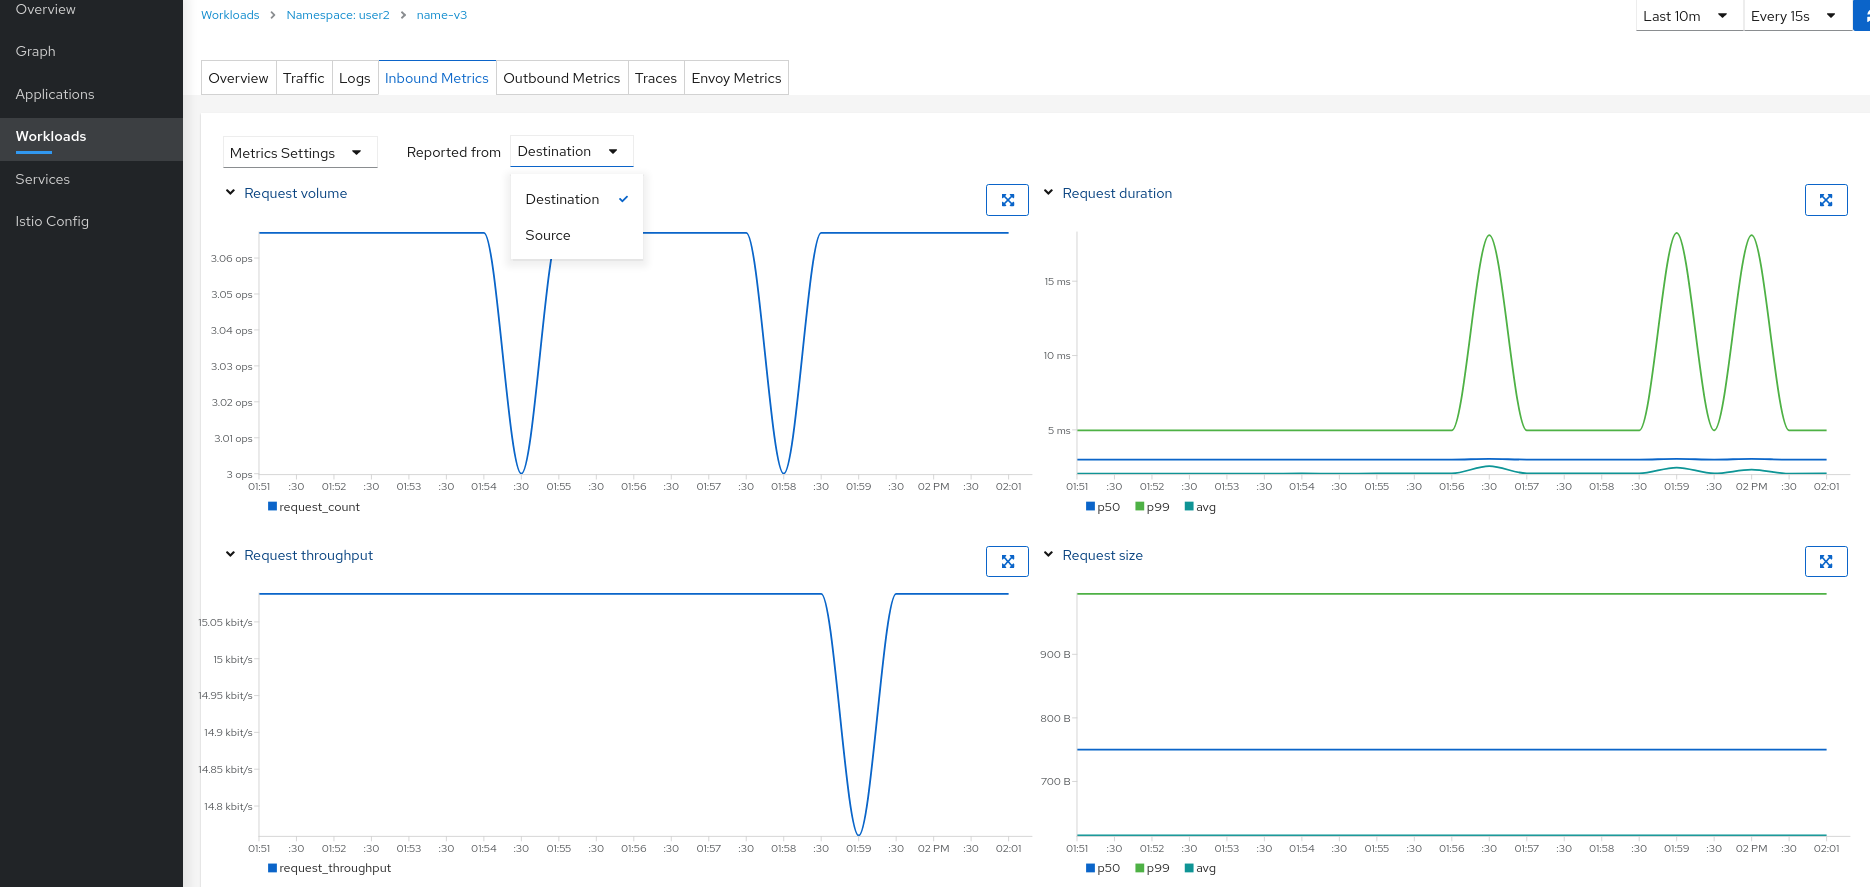 Overview
Graph
Applications
Workloads
Services
Istio Config
Workloads > Namespace: user2 > name-v3
Last 10m Every 15s
Overview Traffic Logs Inbound Metrics Outbound Metrics Traces Envoy Metrics
Metrics Settings Reported from Destination
Destination
Source
Request volume
3.06 ops
3.05 ops
3.04 ops
3.03 ops
3.02 ops
3.01 ops
3 ops
01:51 :30 01:52 :30 01:53 :30 01:54 :30 01:55 :30 01:56 :30 01:57 :30 01:58 :30 01:59 :30 02 PM :30 02:01
request_count
Request duration
15 ms
10 ms
5 ms
01:51 :30 01:52 :30 01:53 :30 01:54 :30 01:55 :30 01:56 :30 01:57 :30 01:58 :30 01:59 :30 02 PM :30 02:01
p50 p99 avg
Request throughput
15.05 kbit/s
15 kbit/s
14.95 kbit/s
14.9 kbit/s
14.85 kbit/s
14.8 kbit/s
01:51 :30 01:52 :30 01:53 :30 01:54 :30 01:55 :30 01:56 :30 01:57 :30 01:58 :30 01:59 :30 02 PM :30 02:01
request_throughput
Request size
900 B
800 B
700 B
01:51 :30 01:52 :30 01:53 :30 01:54 :30 01:55 :30 01:56 :30 01:57 :30 01:58 :30 01:59 :30 02 PM :30 02:01
p50 p99 avg